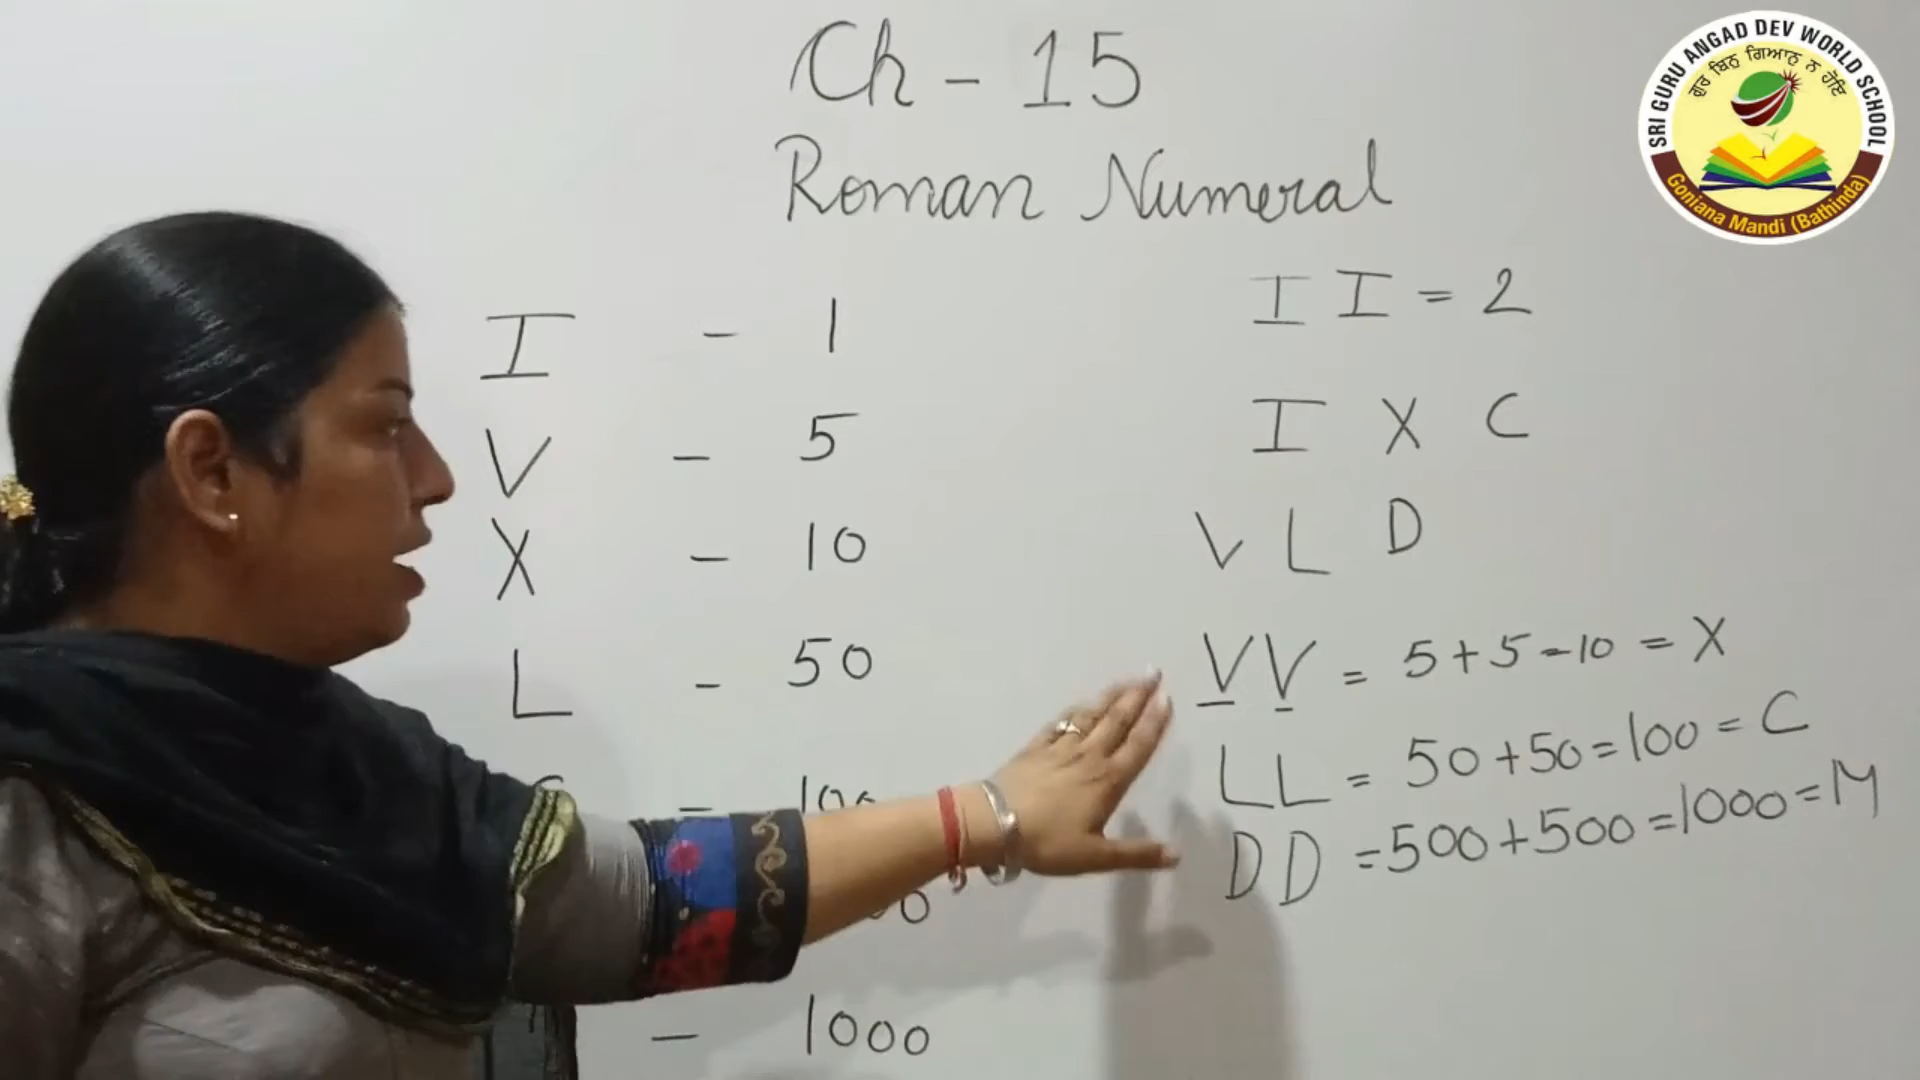 Ch - 15
Roman Numeral
I - 1
V - 5
X - 10
L - 50
- 100
- 1000
I I = 2
I X C
V L D
V V = 5 + 5 - 10 = X
L L = 50 + 50 = 100 = C
D D = 500 + 500 = 1000 = M
SRI GURU ANGAD DEV WORLD SCHOOL
ਗੁਰ ਬਿਨੁ ਗਿਆਨੁ ਨ ਹੋਇ
Goniana Mandi (Bathinda)